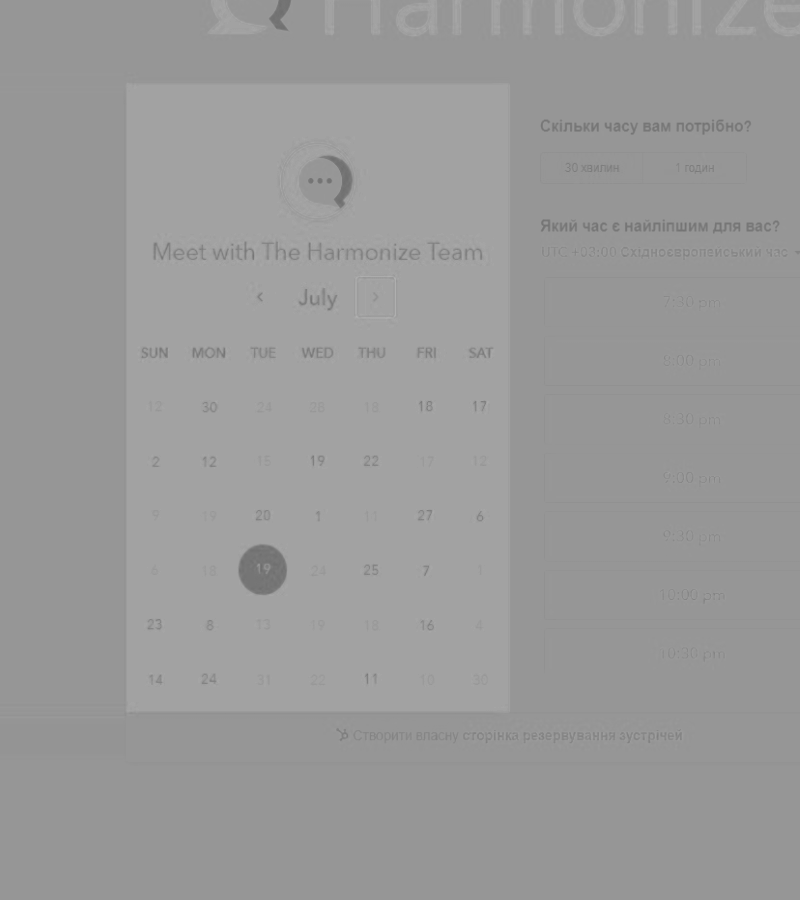 Harmonize
Скільки часу вам потрібно?
30 хвилин
1 годин
Meet with The Harmonize Team
Який час є найліпшим для вас?
UTC +03:00 Східноєвропейський час
July
7:30 pm
SUN MON TUE WED THU FRI SAT
8:00 pm
12 30 24 26 18 18 17
8:30 pm
2 12 15 19 22 17 12
9:00 pm
9 19 20 1 11 27 6
9:30 pm
6 18 19 24 25 7 1
10:00 pm
23 8 13 19 18 16 4
10:30 pm
14 24 31 22 11 10 30
Створити власну сторінка резервування зустрічей